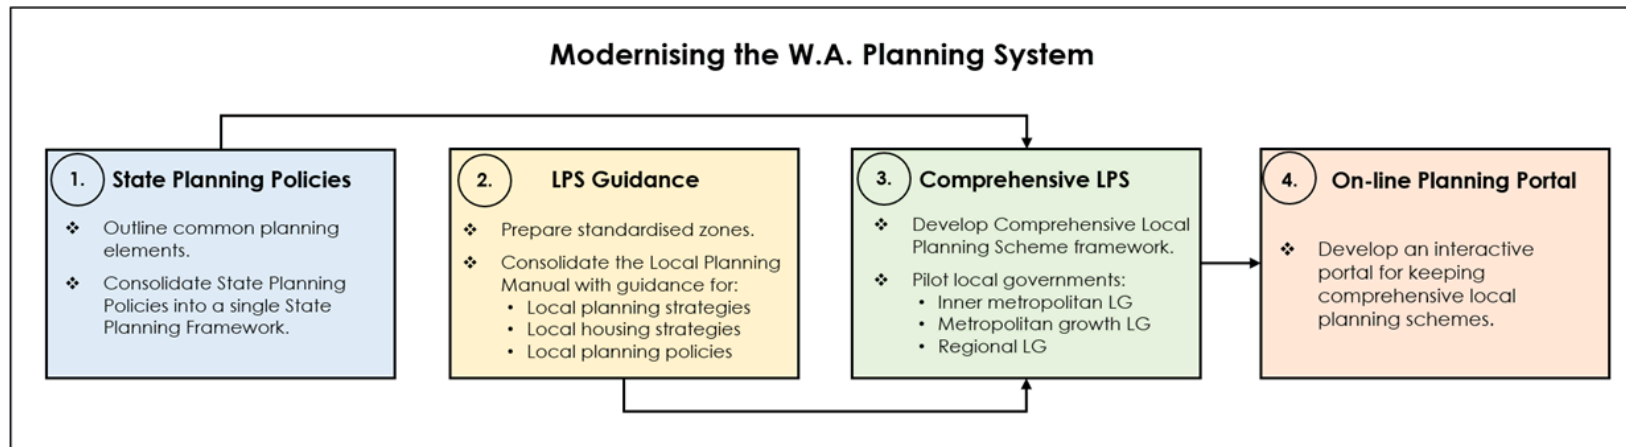 Modernising the W.A. Planning System
1. State Planning Policies
❖ Outline common planning
elements.
❖ Consolidate State Planning
Policies into a single State
Planning Framework.
2. LPS Guidance
❖ Prepare standardised zones.
❖ Consolidate the Local Planning
Manual with guidance for:
• Local planning strategies
• Local housing strategies
• Local planning policies
3. Comprehensive LPS
❖ Develop Comprehensive Local
Planning Scheme framework.
❖ Pilot local governments:
• Inner metropolitan LG
• Metropolitan growth LG
• Regional LG
4. On-line Planning Portal
❖ Develop an interactive
portal for keeping
comprehensive local
planning schemes.